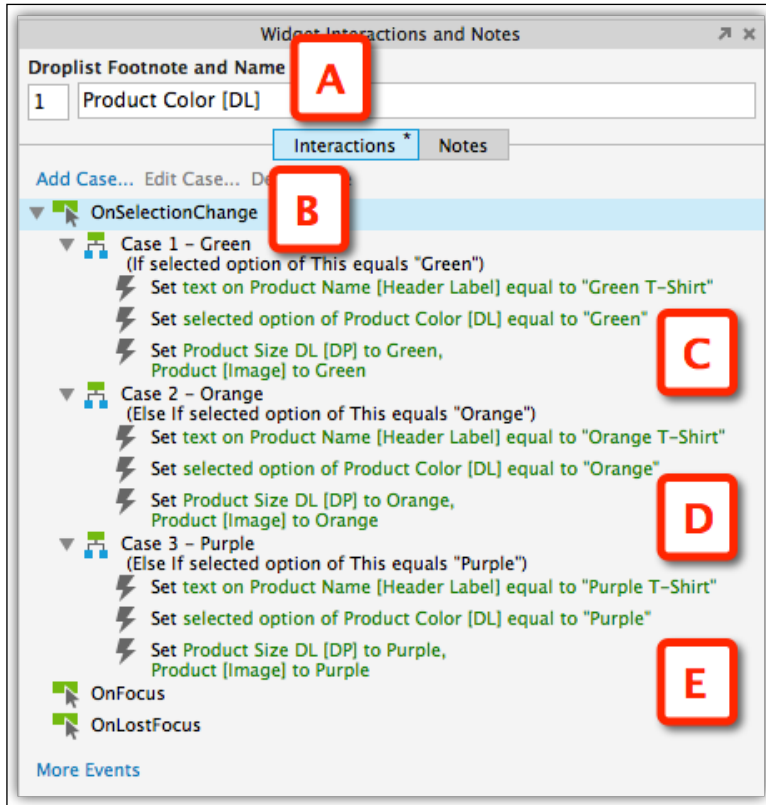 Widget Interactions and Notes
Droplist Footnote and Name
A
1 Product Color [DL]
Interactions * Notes
Add Case... Edit Case...
B
OnSelectionChange
Case 1 - Green
(If selected option of This equals "Green")
Set text on Product Name [Header Label] equal to "Green T-Shirt"
Set selected option of Product Color [DL] equal to "Green"
C
Set Product Size DL [DP] to Green,
Product [Image] to Green
Case 2 - Orange
(Else If selected option of This equals "Orange")
Set text on Product Name [Header Label] equal to "Orange T-Shirt"
Set selected option of Product Color [DL] equal to "Orange"
D
Set Product Size DL [DP] to Orange,
Product [Image] to Orange
Case 3 - Purple
(Else If selected option of This equals "Purple")
Set text on Product Name [Header Label] equal to "Purple T-Shirt"
Set selected option of Product Color [DL] equal to "Purple"
Set Product Size DL [DP] to Purple,
Product [Image] to Purple
E
OnFocus
OnLostFocus
More Events